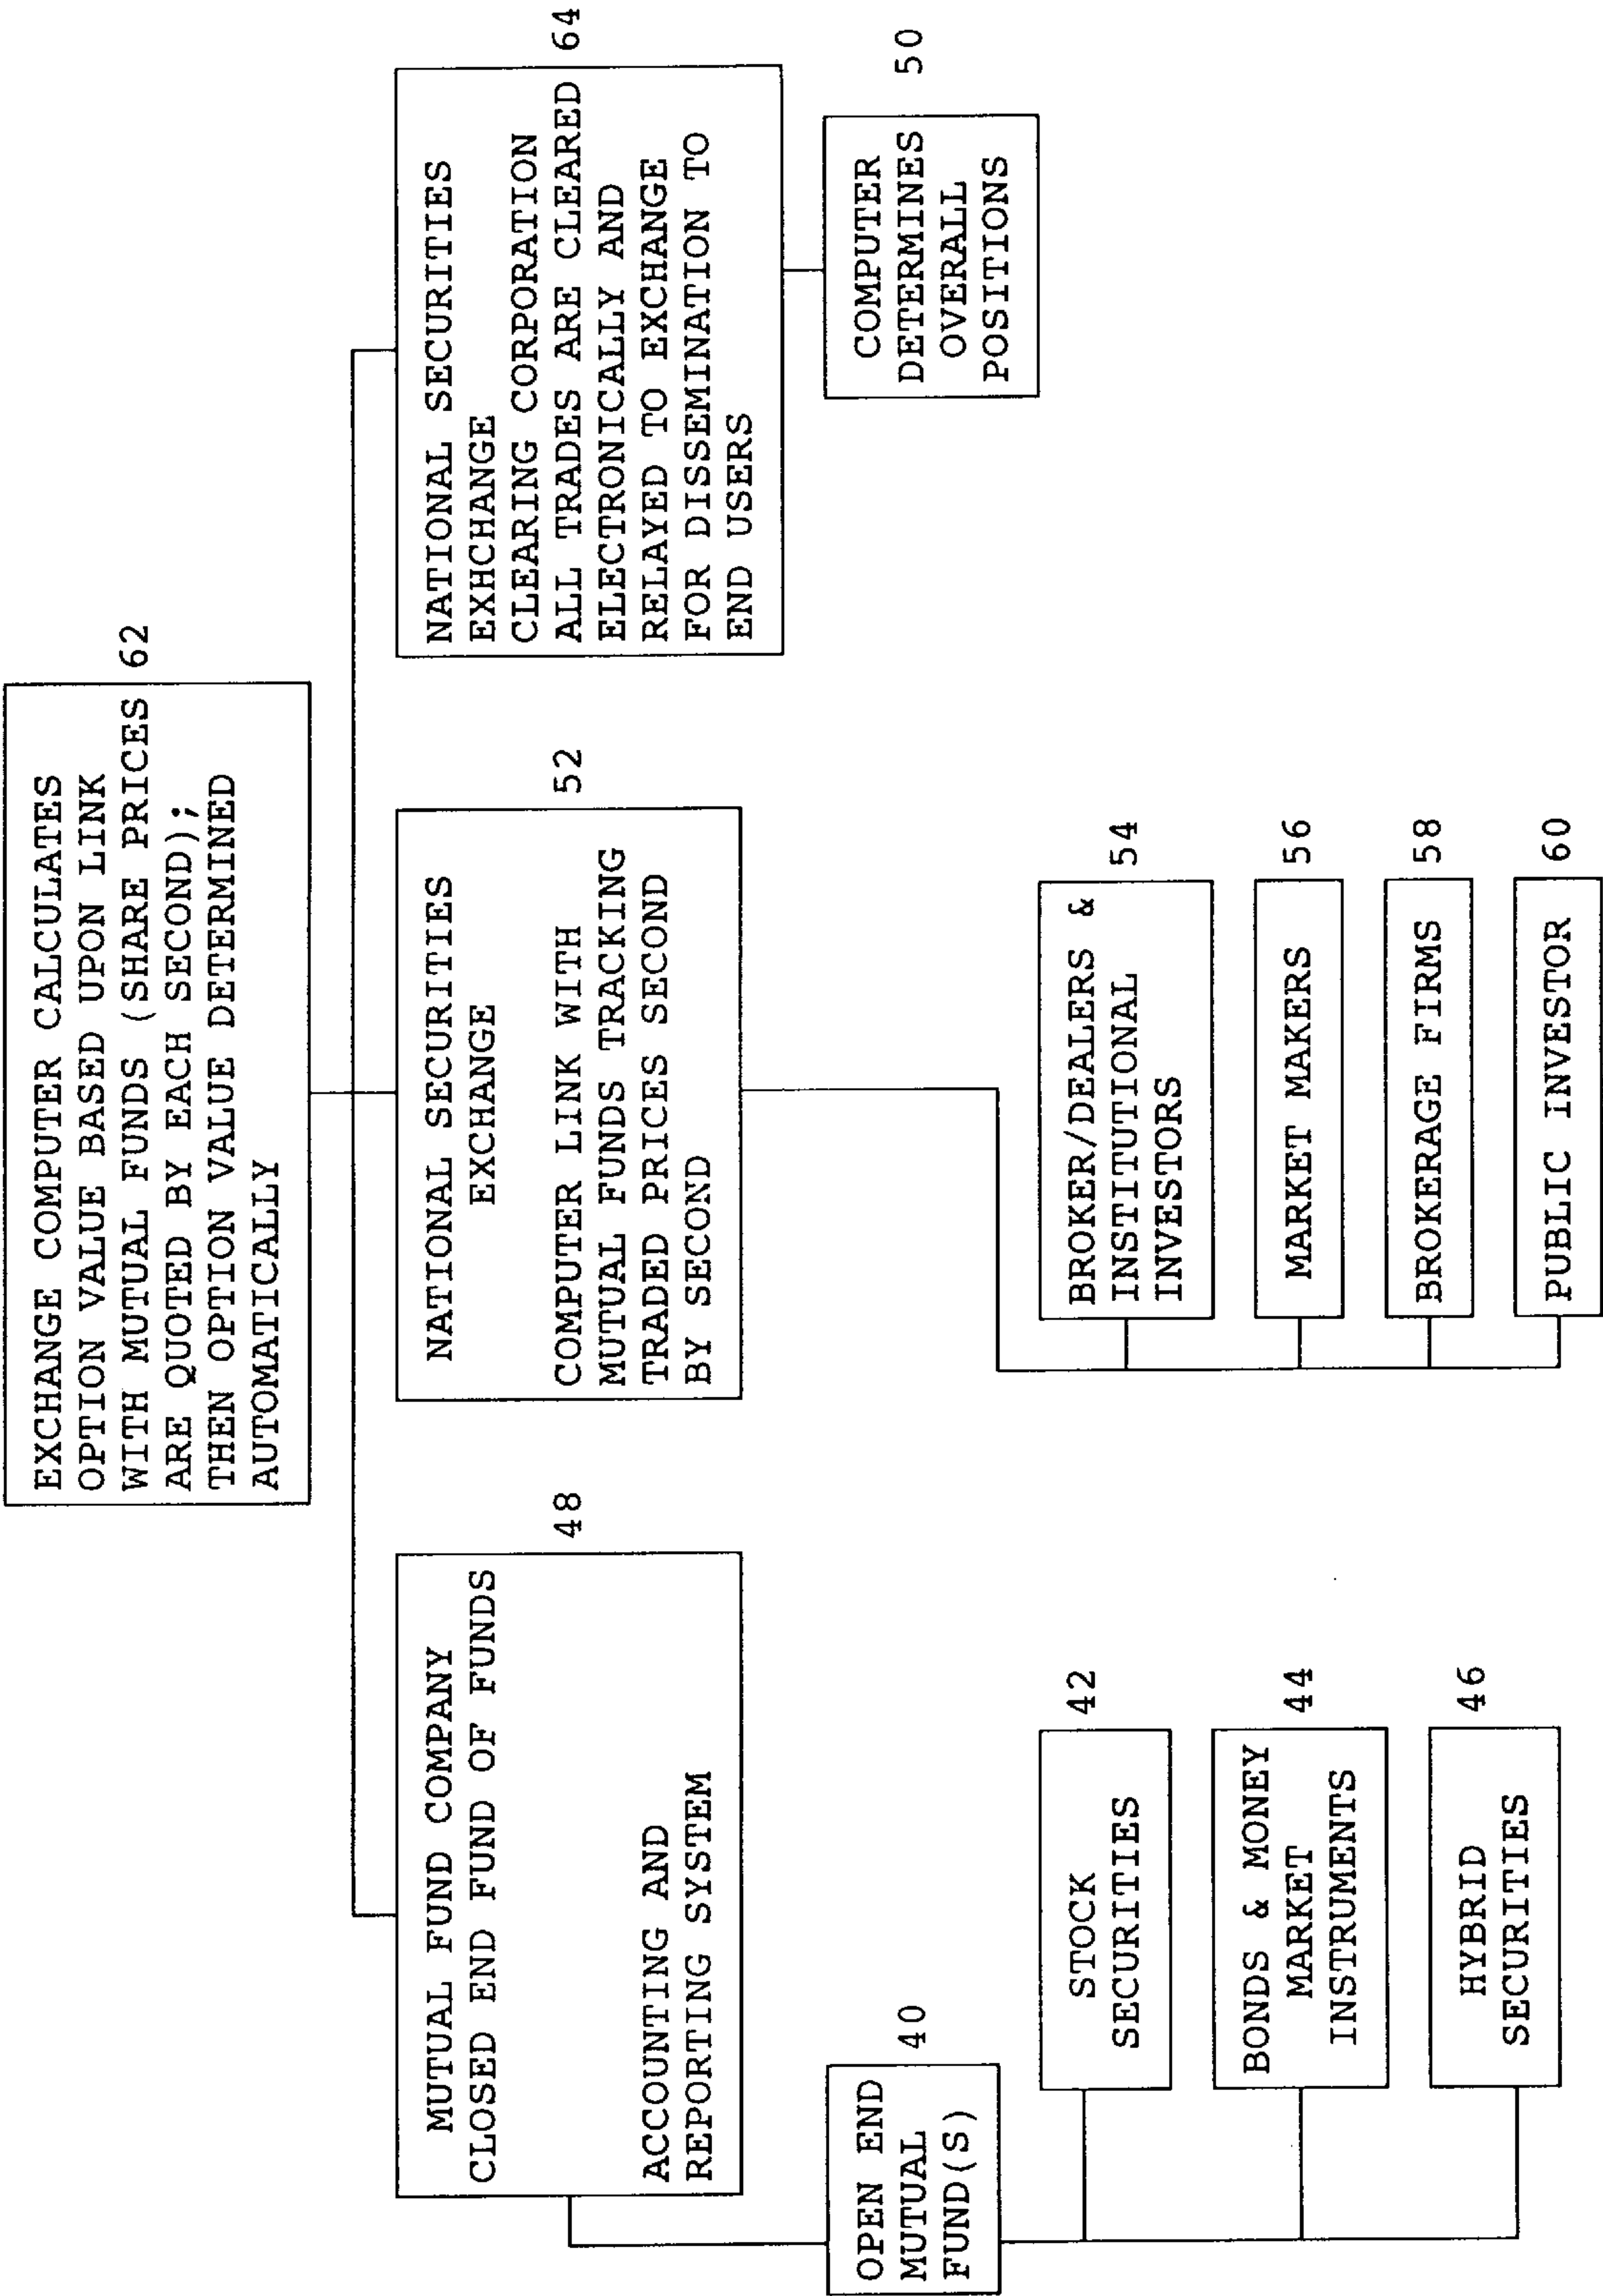 EXCHANGE COMPUTER CALCULATES
OPTION VALUE BASED UPON LINK
WITH MUTUAL FUNDS (SHARE PRICES
ARE QUOTED BY EACH SECOND);
THEN OPTION VALUE DETERMINED
AUTOMATICALLY
62
MUTUAL FUND COMPANY
CLOSED END FUND OF FUNDS
ACCOUNTING AND
REPORTING SYSTEM
48
OPEN END
MUTUAL
FUND(S)
40
STOCK
SECURITIES
42
BONDS & MONEY
MARKET
INSTRUMENTS
44
HYBRID
SECURITIES
46
NATIONAL SECURITIES
EXCHANGE
COMPUTER LINK WITH
MUTUAL FUNDS TRACKING
TRADED PRICES SECOND
BY SECOND
52
BROKER/DEALERS &
INSTITUTIONAL
INVESTORS
54
MARKET MAKERS
56
BROKERAGE FIRMS
58
PUBLIC INVESTOR
60
NATIONAL SECURITIES
EXHCHANGE
CLEARING CORPORATION
ALL TRADES ARE CLEARED
ELECTRONICALLY AND
RELAYED TO EXCHANGE
FOR DISSEMINATION TO
END USERS
64
COMPUTER
DETERMINES
OVERALL
POSITIONS
50